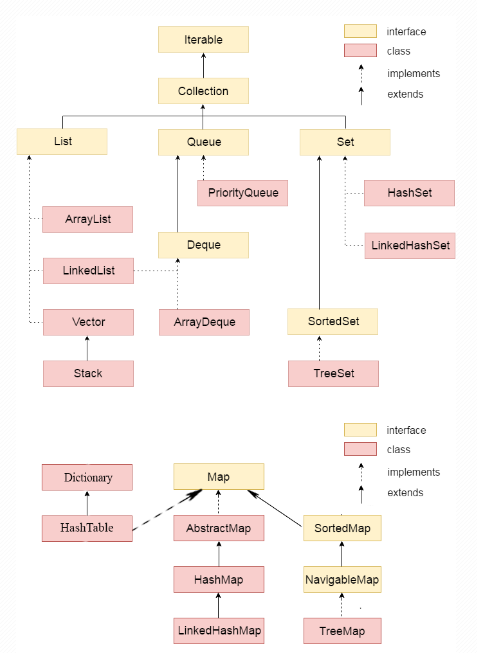 Iterable
interface
class
implements
extends
Collection
List
Queue
Set
PriorityQueue
HashSet
ArrayList
Deque
LinkedHashSet
LinkedList
Vector
ArrayDeque
SortedSet
Stack
TreeSet
interface
class
implements
extends
Dictionary
Map
HashTable
AbstractMap
SortedMap
HashMap
NavigableMap
LinkedHashMap
TreeMap